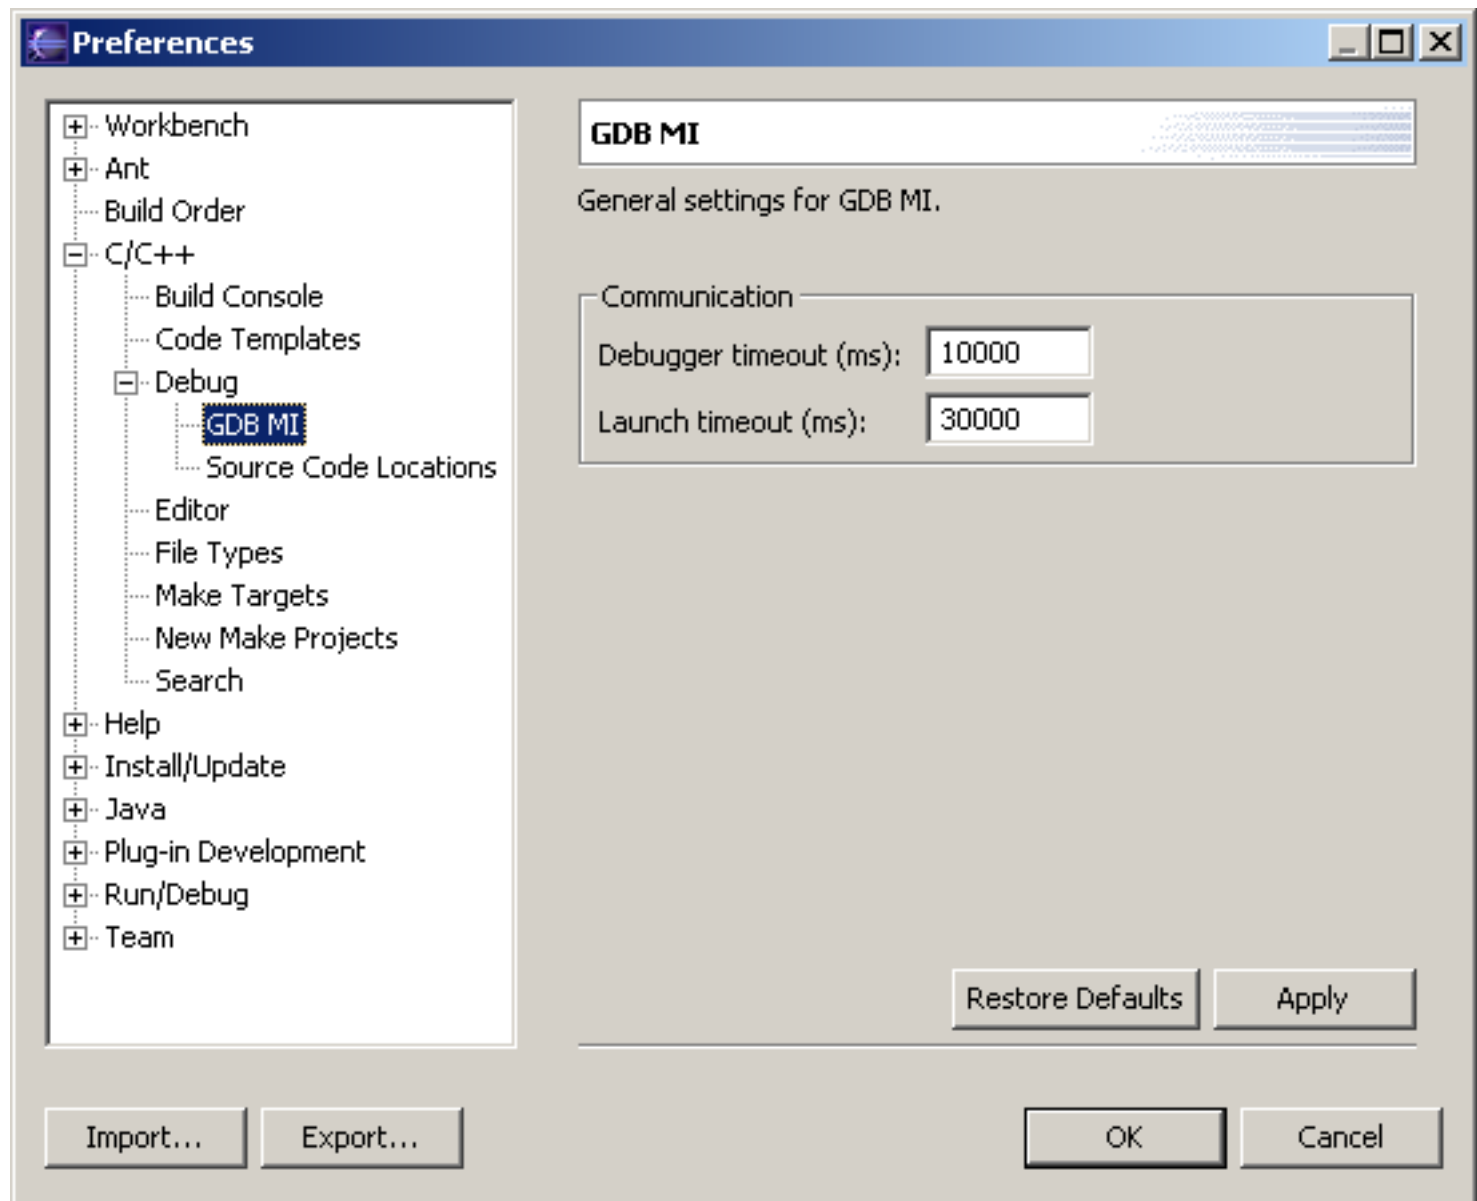 Preferences
Workbench
Ant
Build Order
C/C++
Build Console
Code Templates
Debug
GDB MI
Source Code Locations
Editor
File Types
Make Targets
New Make Projects
Search
Help
Install/Update
Java
Plug-in Development
Run/Debug
Team
GDB MI
General settings for GDB MI.
Communication
Debugger timeout (ms): 10000
Launch timeout (ms): 30000
Restore Defaults Apply
Import... Export... OK Cancel